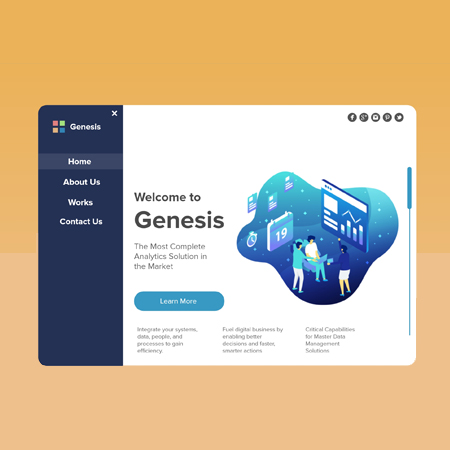 Genesis
Home
About Us
Works
Contact Us
Welcome to
Genesis
The Most Complete
Analytics Solution in
the Market
Learn More
19
Integrate your systems,
data, people, and
processes to gain
efficiency.
Fuel digital business by
enabling better
decisions and faster,
smarter actions
Critical Capabilities
for Master Data
Management
Solutions